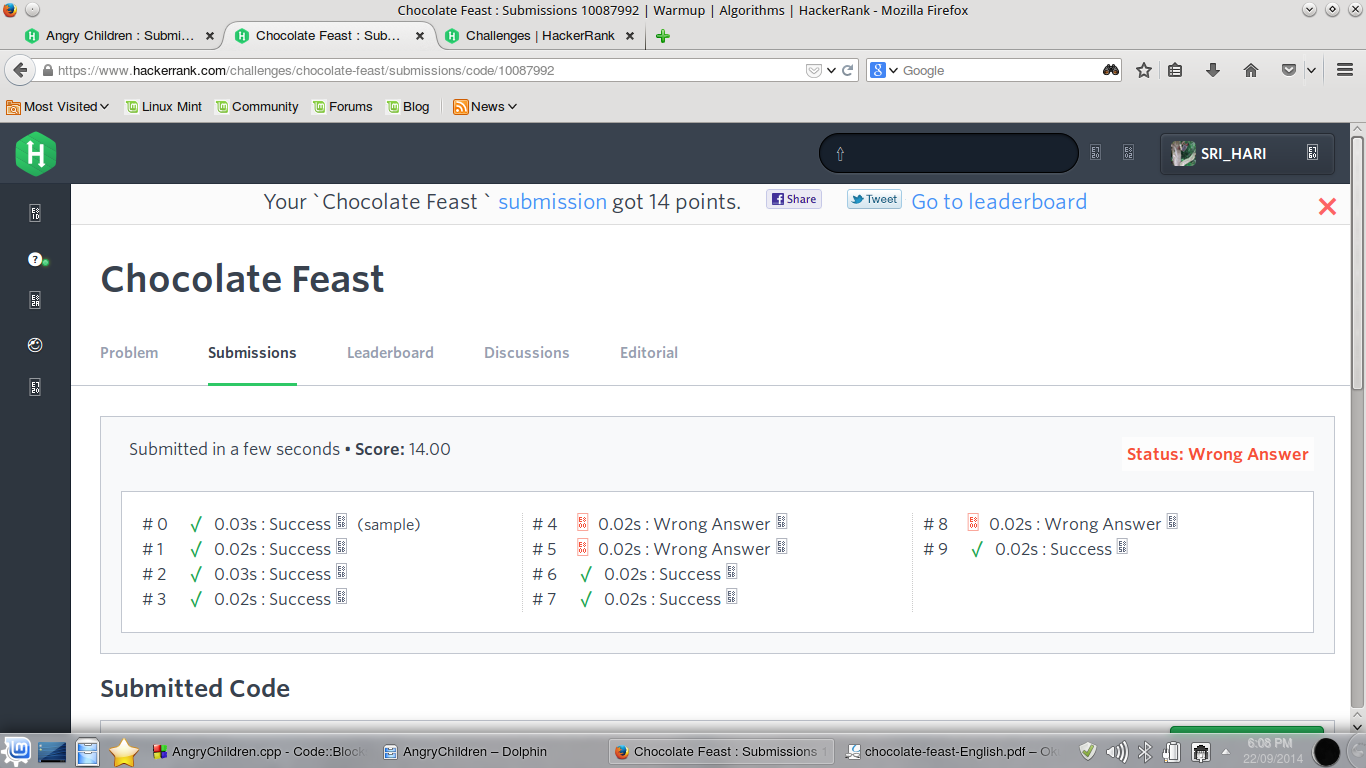 Chocolate Feast : Submissions 10087992 | Warmup | Algorithms | HackerRank - Mozilla Firefox
Angry Children : Submi... Chocolate Feast : Sub... Challenges | HackerRank
https://www.hackerrank.com/challenges/chocolate-feast/submissions/code/10087992 Google
Most Visited Linux Mint Community Forums Blog News
SRI_HARI
Your `Chocolate Feast ` submission got 14 points. Share Tweet Go to leaderboard
Chocolate Feast
Problem Submissions Leaderboard Discussions Editorial
Submitted in a few seconds • Score: 14.00
Status: Wrong Answer
# 0 √ 0.03s : Success (sample)
# 1 √ 0.02s : Success
# 2 √ 0.03s : Success
# 3 √ 0.02s : Success
# 4 0.02s : Wrong Answer
# 5 0.02s : Wrong Answer
# 6 √ 0.02s : Success
# 7 √ 0.02s : Success
# 8 0.02s : Wrong Answer
# 9 √ 0.02s : Success
Submitted Code
AngryChildren.cpp - Code::Block AngryChildren – Dolphin Chocolate Feast : Submissions 1 chocolate-feast-English.pdf – Ok 6:08 PM
22/09/2014